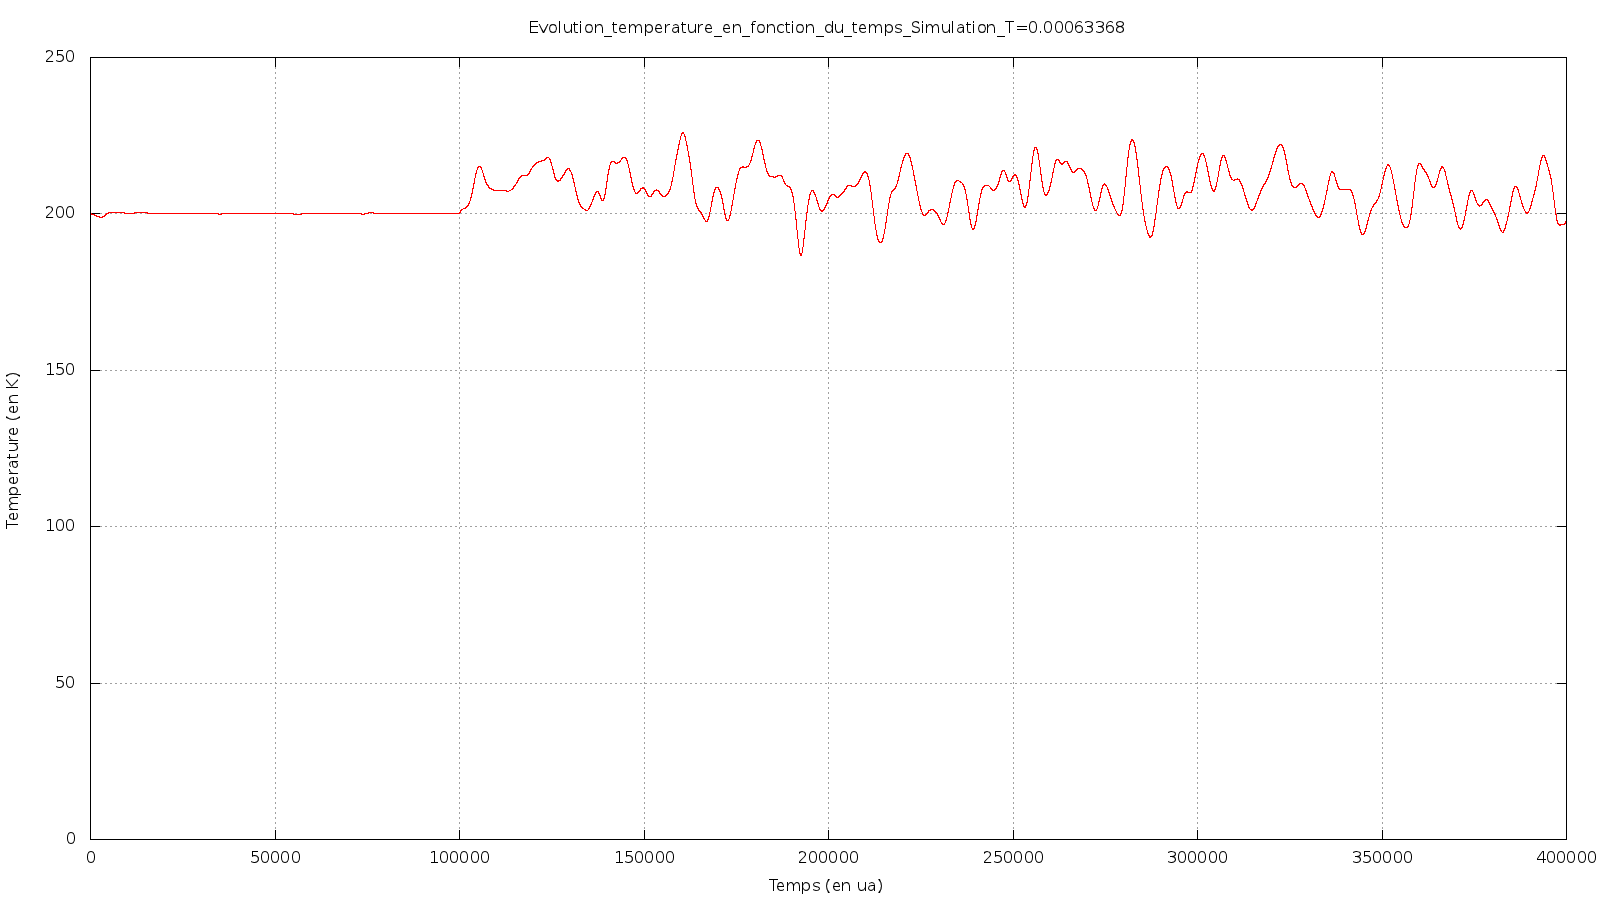 Evolution_temperature_en_fonction_du_temps_Simulation_T=0.00063368
250
200
150
100
50
0
Temperature (en K)
0 50000 100000 150000 200000 250000 300000 350000 400000
Temps (en ua)